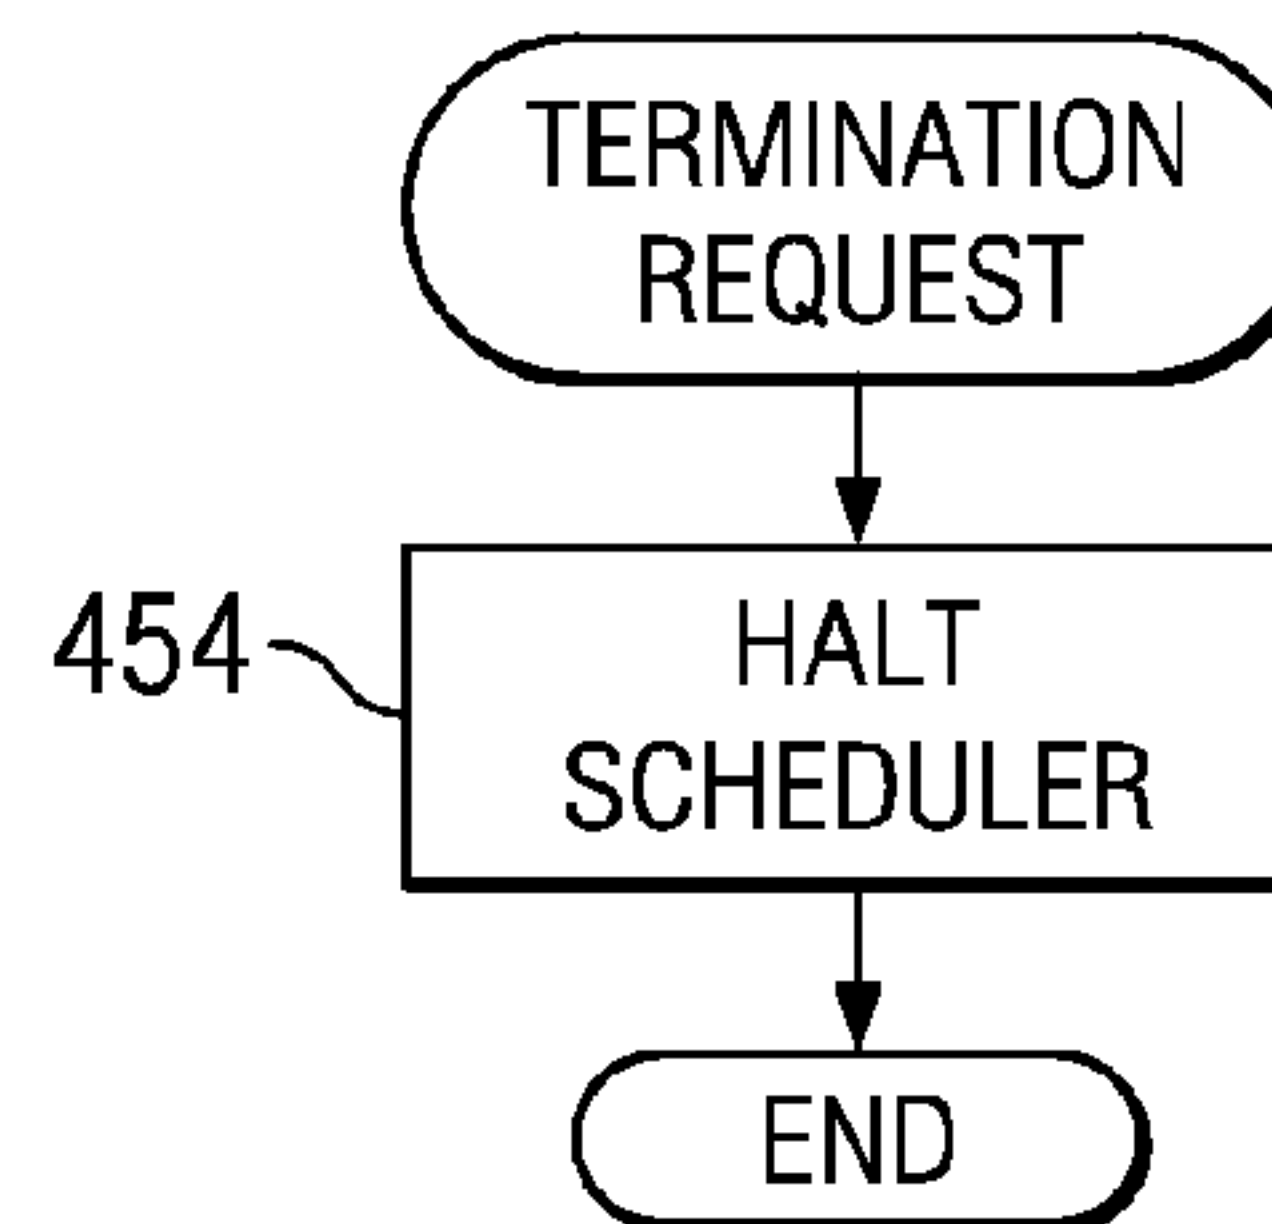 TERMINATION
REQUEST
454
HALT
SCHEDULER
END